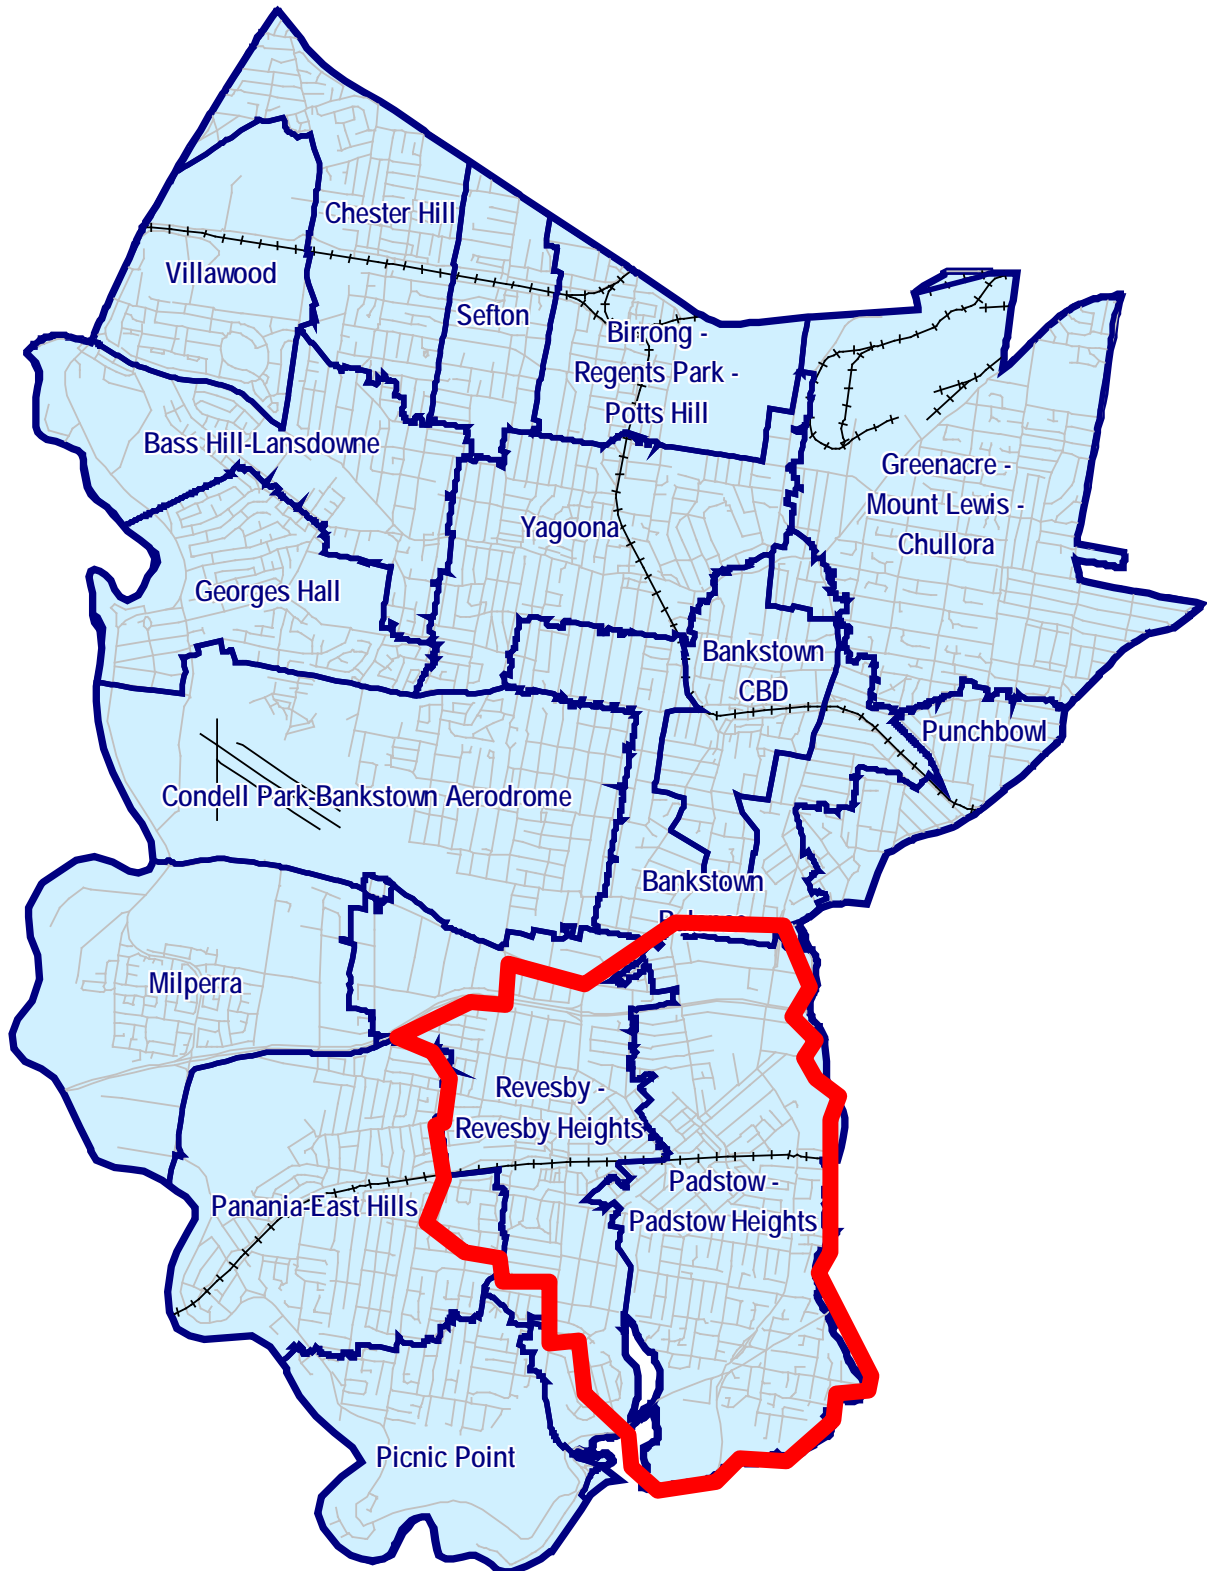 Chester Hill
Villawood
Sefton
Birrong -
Regents Park -
Potts Hill
Bass Hill-Lansdowne
Greenacre -
Mount Lewis -
Chullora
Yagoona
Georges Hall
Bankstown
CBD
Punchbowl
Condell Park-Bankstown Aerodrome
Bankstown
Milperra
Revesby -
Revesby Heights
Padstow -
Padstow Heights
Panania-East Hills
Picnic Point